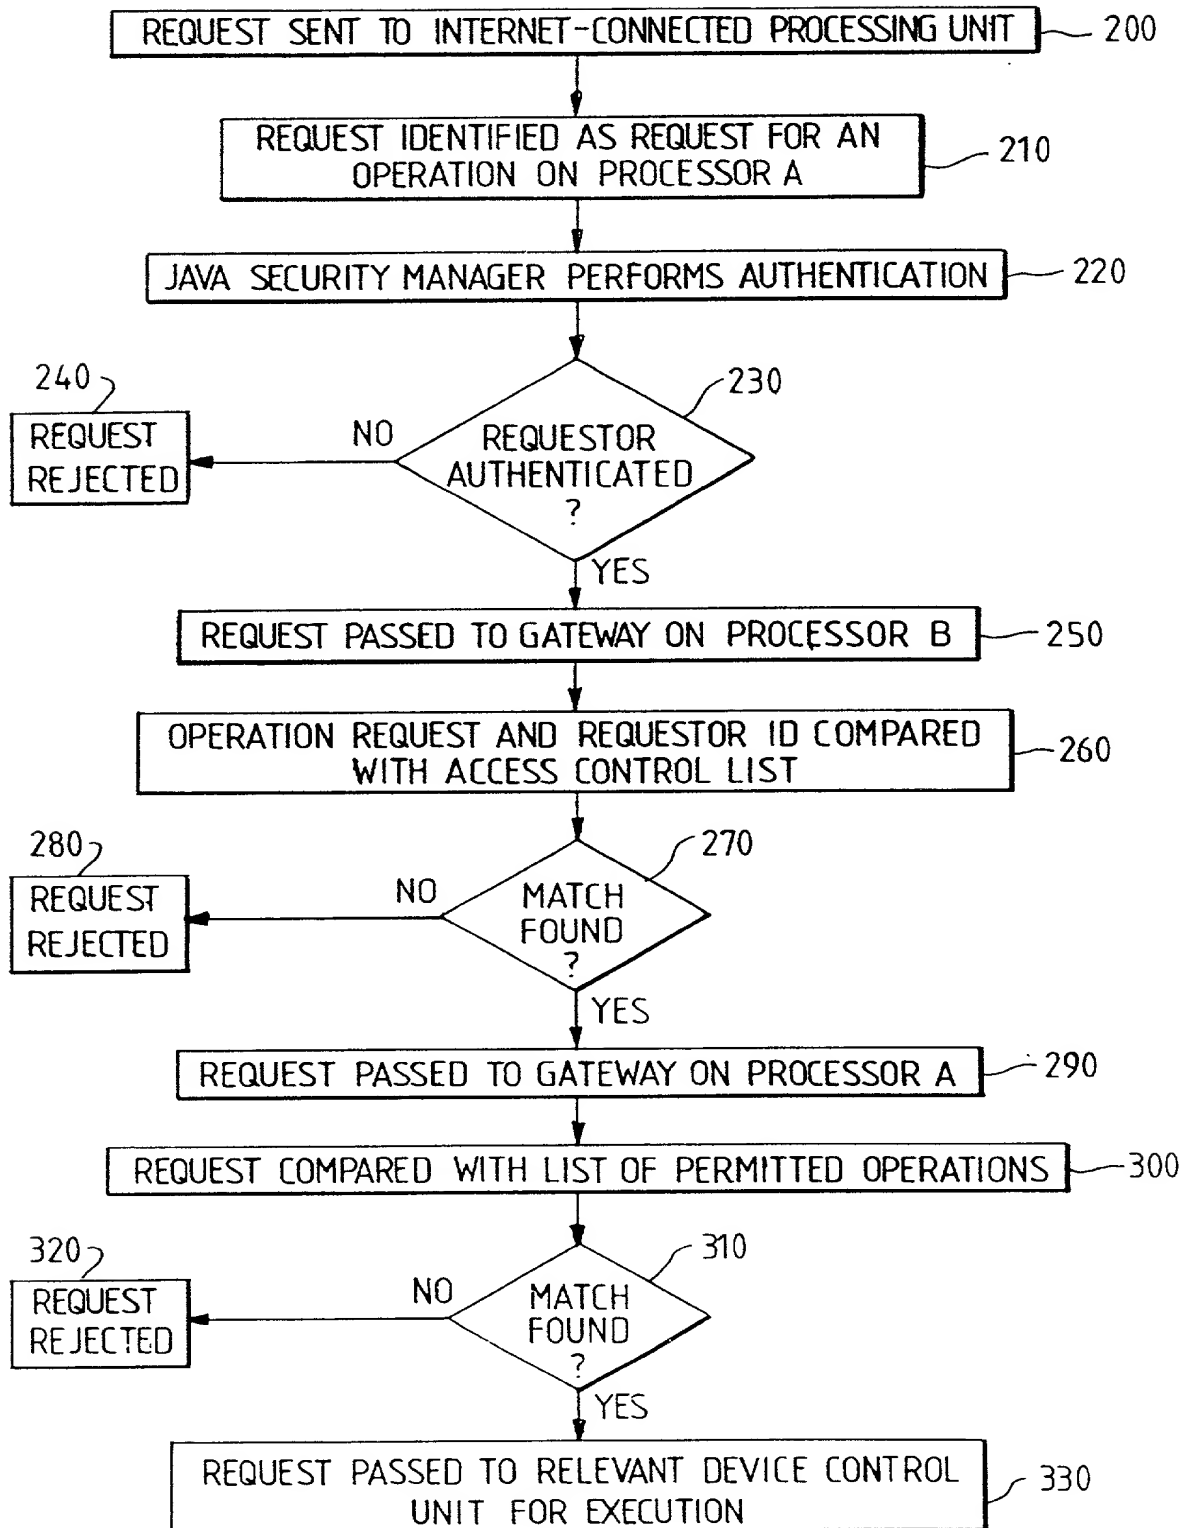 REQUEST SENT TO INTERNET-CONNECTED PROCESSING UNIT
200
REQUEST IDENTIFIED AS REQUEST FOR AN
OPERATION ON PROCESSOR A
210
JAVA SECURITY MANAGER PERFORMS AUTHENTICATION
220
230
REQUESTOR
AUTHENTICATED
?
NO
240
REQUEST
REJECTED
YES
REQUEST PASSED TO GATEWAY ON PROCESSOR B
250
OPERATION REQUEST AND REQUESTOR ID COMPARED
WITH ACCESS CONTROL LIST
260
270
MATCH
FOUND
?
NO
280
REQUEST
REJECTED
YES
REQUEST PASSED TO GATEWAY ON PROCESSOR A
290
REQUEST COMPARED WITH LIST OF PERMITTED OPERATIONS
300
310
MATCH
FOUND
?
NO
320
REQUEST
REJECTED
YES
REQUEST PASSED TO RELEVANT DEVICE CONTROL
UNIT FOR EXECUTION
330